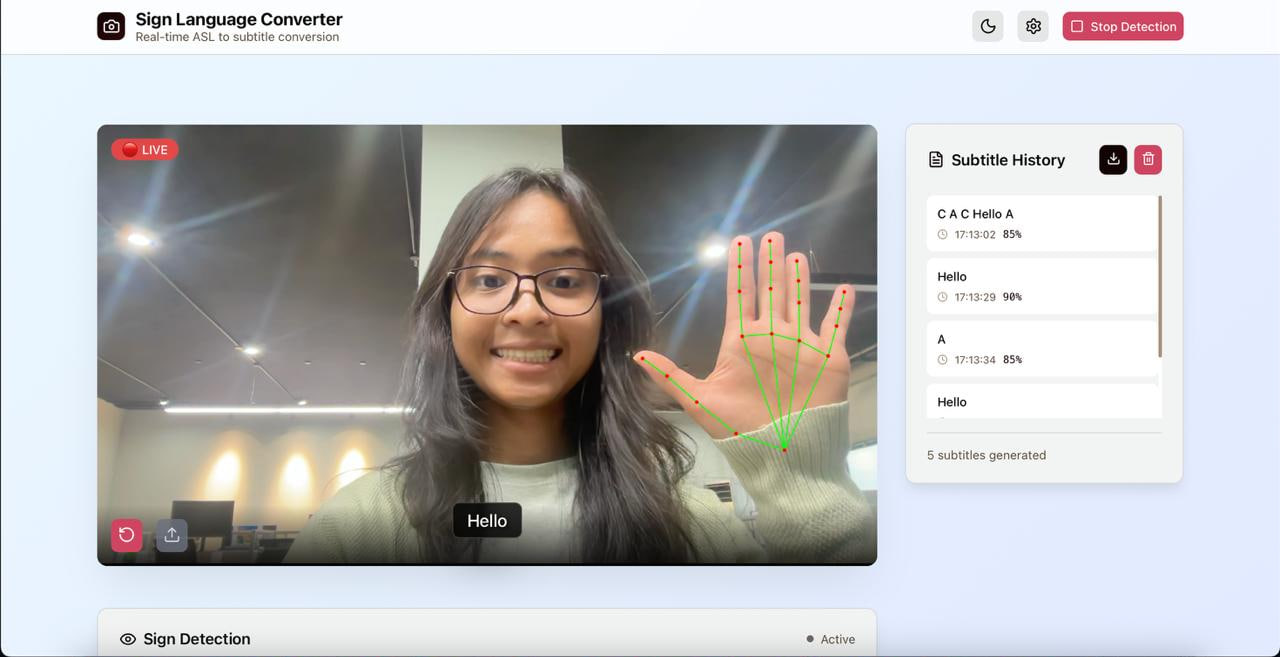 Sign Language Converter
Real-time ASL to subtitle conversion
Stop Detection
LIVE
Hello
Subtitle History
C A C Hello A
17:13:02 85%
Hello
17:13:29 90%
A
17:13:34 85%
Hello
5 subtitles generated
Sign Detection
Active